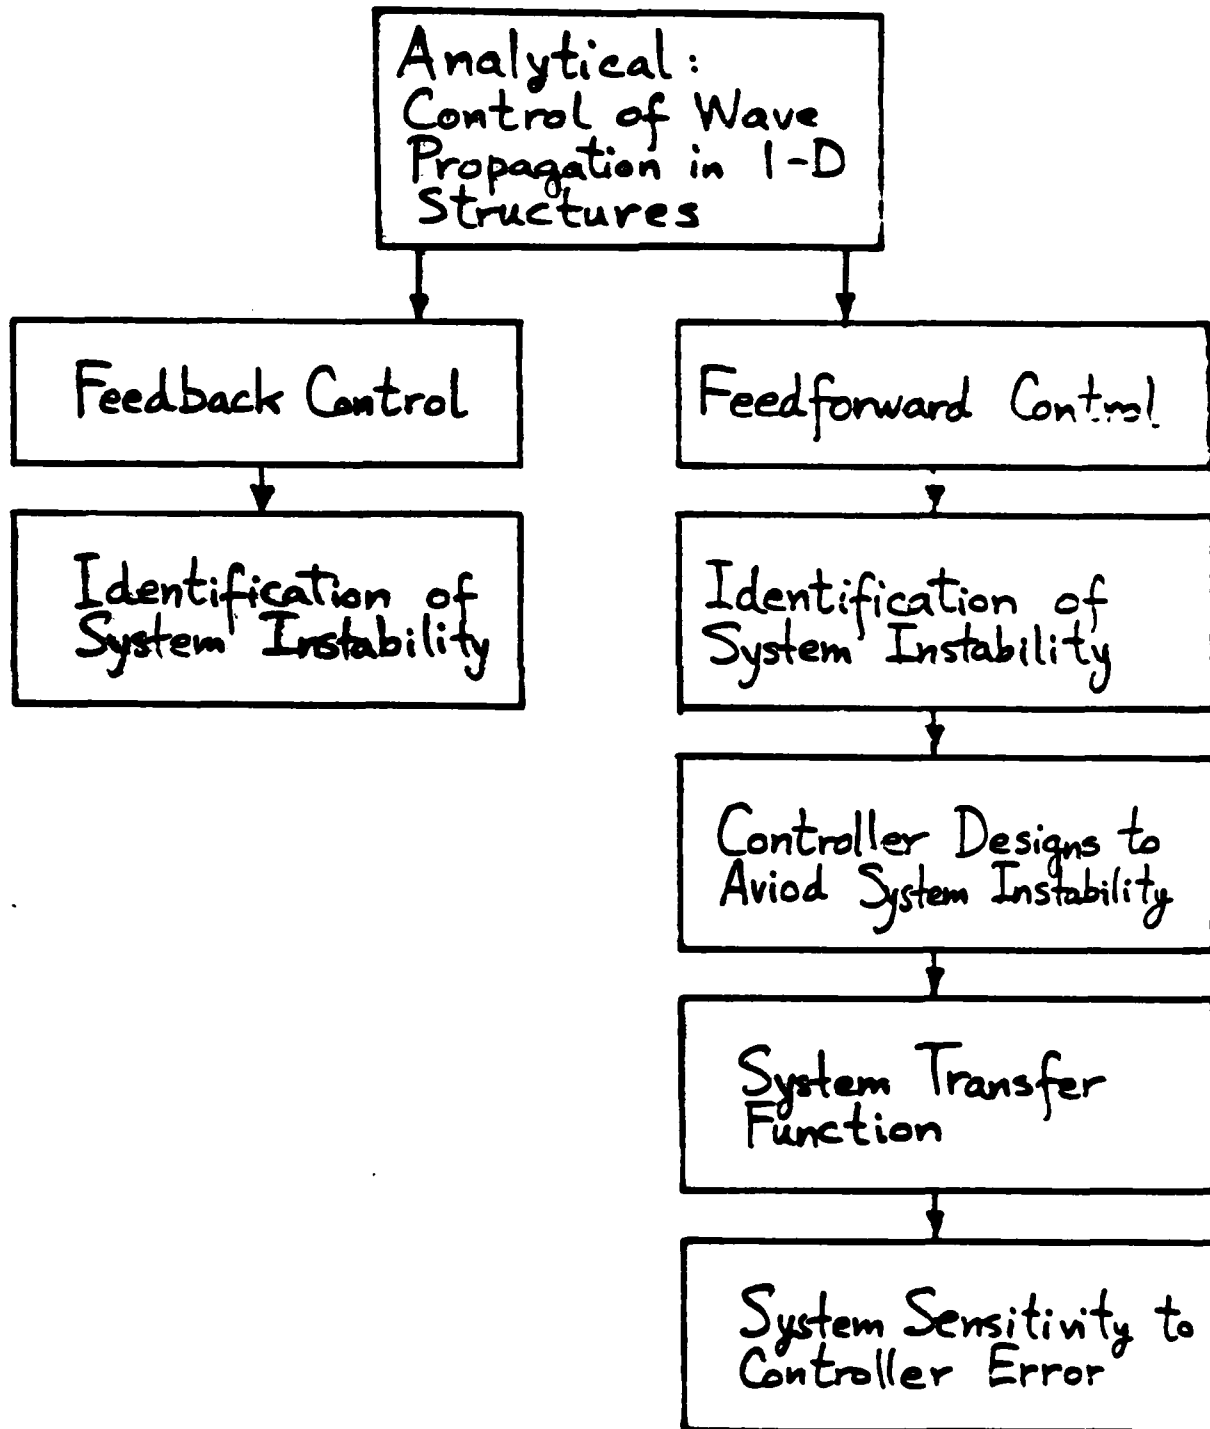 Analytical:
Control of Wave
Propagation in 1-D
Structures
Feedback Control
Feedforward Control
Identification of
System Instability
Identification of
System Instability
Controller Designs to
Aviod System Instability
System Transfer
Function
System Sensitivity to
Controller Error